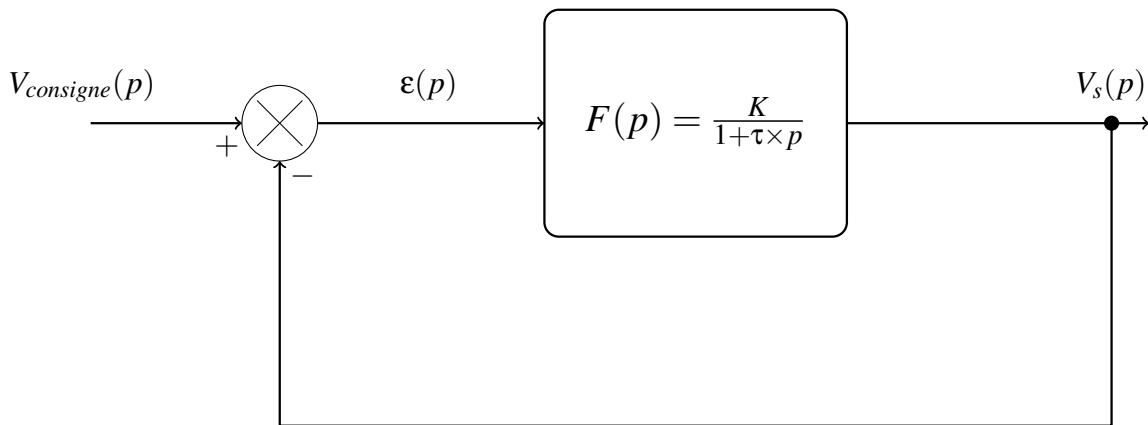 V_consigne(p)
ε(p)
F(p) = K / (1+τ×p)
V_s(p)
+
−